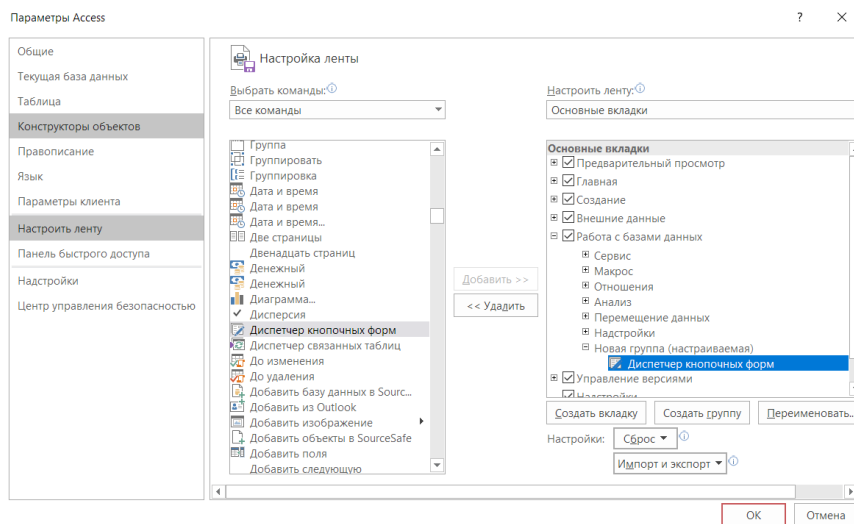 Параметры Access
?
Общие
Текущая база данных
Таблица
Конструкторы объектов
Правописание
Язык
Параметры клиента
Настроить ленту
Панель быстрого доступа
Надстройки
Центр управления безопасностью
Настройка ленты
Выбрать команды:
Все команды
Группа
Группировать
Группировка
Дата и время
Дата и время
Дата и время...
Две страницы
Двенадцать страниц
Денежный
Денежный
Диаграмма...
Дисперсия
Диспетчер кнопочных форм
Диспетчер связанных таблиц
До изменения
До удаления
Добавить базу данных в Sourc...
Добавить из Outlook
Добавить изображение
Добавить объекты в SourceSafe
Добавить поля
Добавить следующую
Добавить >>
<< Удалить
Настроить ленту:
Основные вкладки
Основные вкладки
Предварительный просмотр
Главная
Создание
Внешние данные
Работа с базами данных
Сервис
Макрос
Отношения
Анализ
Перемещение данных
Надстройки
Новая группа (настраиваемая)
Диспетчер кнопочных форм
Управление версиями
Надстройки
Создать вкладку
Создать группу
Переименовать...
Настройки:
Сброс
Импорт и экспорт
ОК
Отмена